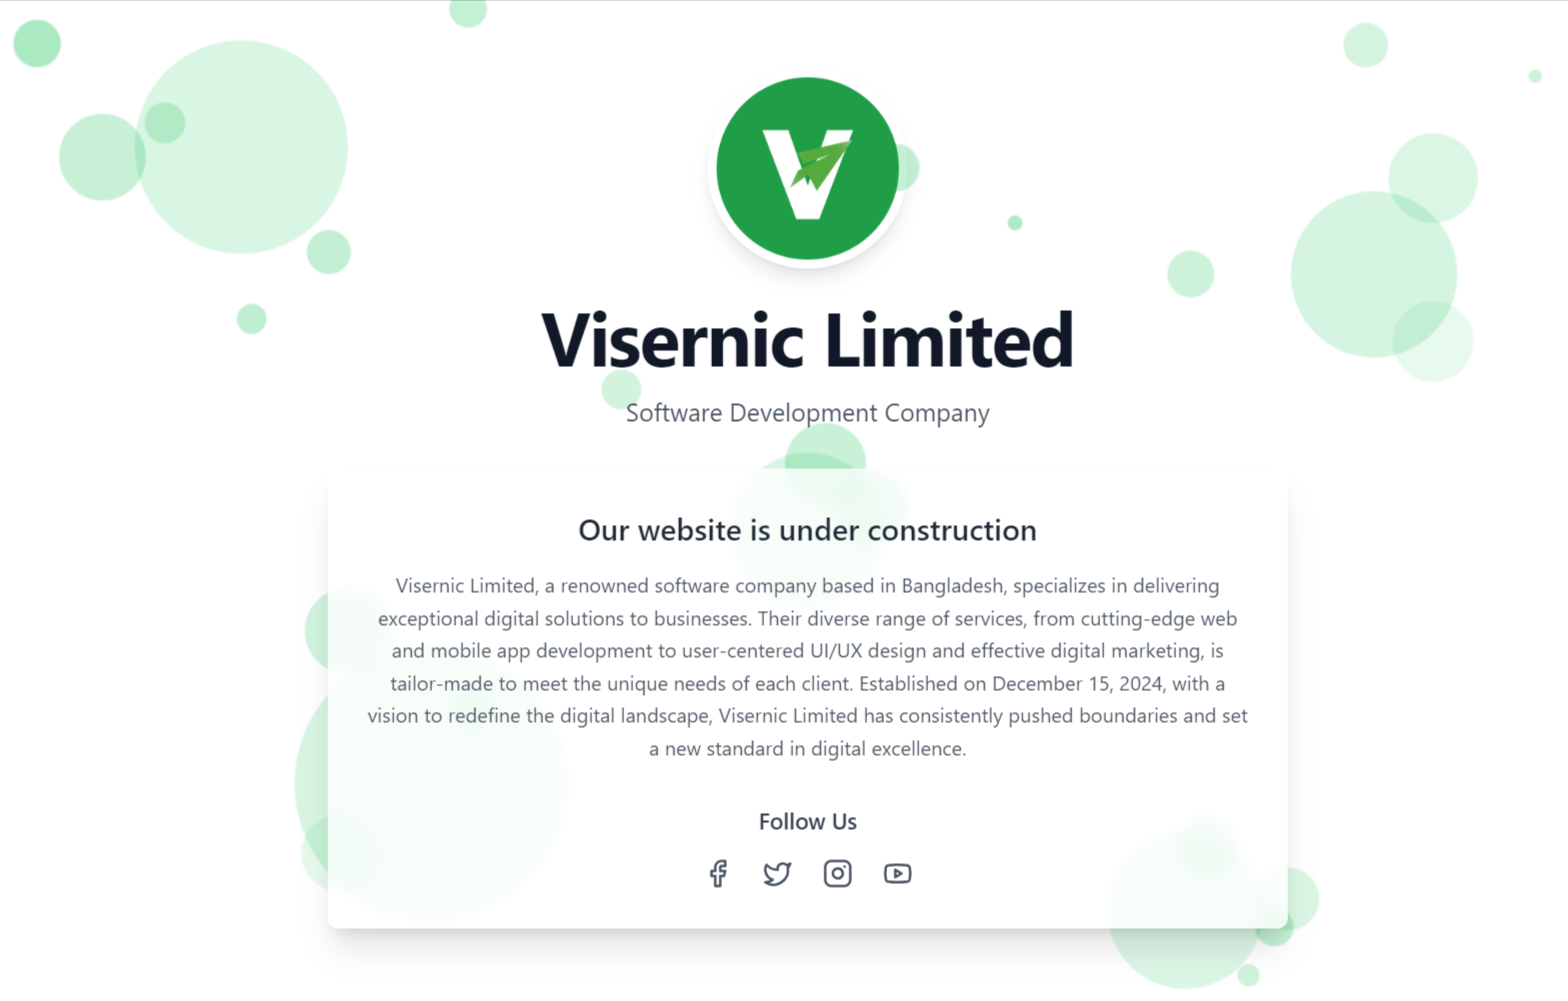 V
Visernic Limited
Software Development Company
Our website is under construction
Visernic Limited, a renowned software company based in Bangladesh, specializes in delivering
exceptional digital solutions to businesses. Their diverse range of services, from cutting-edge web
and mobile app development to user-centered UI/UX design and effective digital marketing, is
tailor-made to meet the unique needs of each client. Established on December 15, 2024, with a
vision to redefine the digital landscape, Visernic Limited has consistently pushed boundaries and set
a new standard in digital excellence.
Follow Us